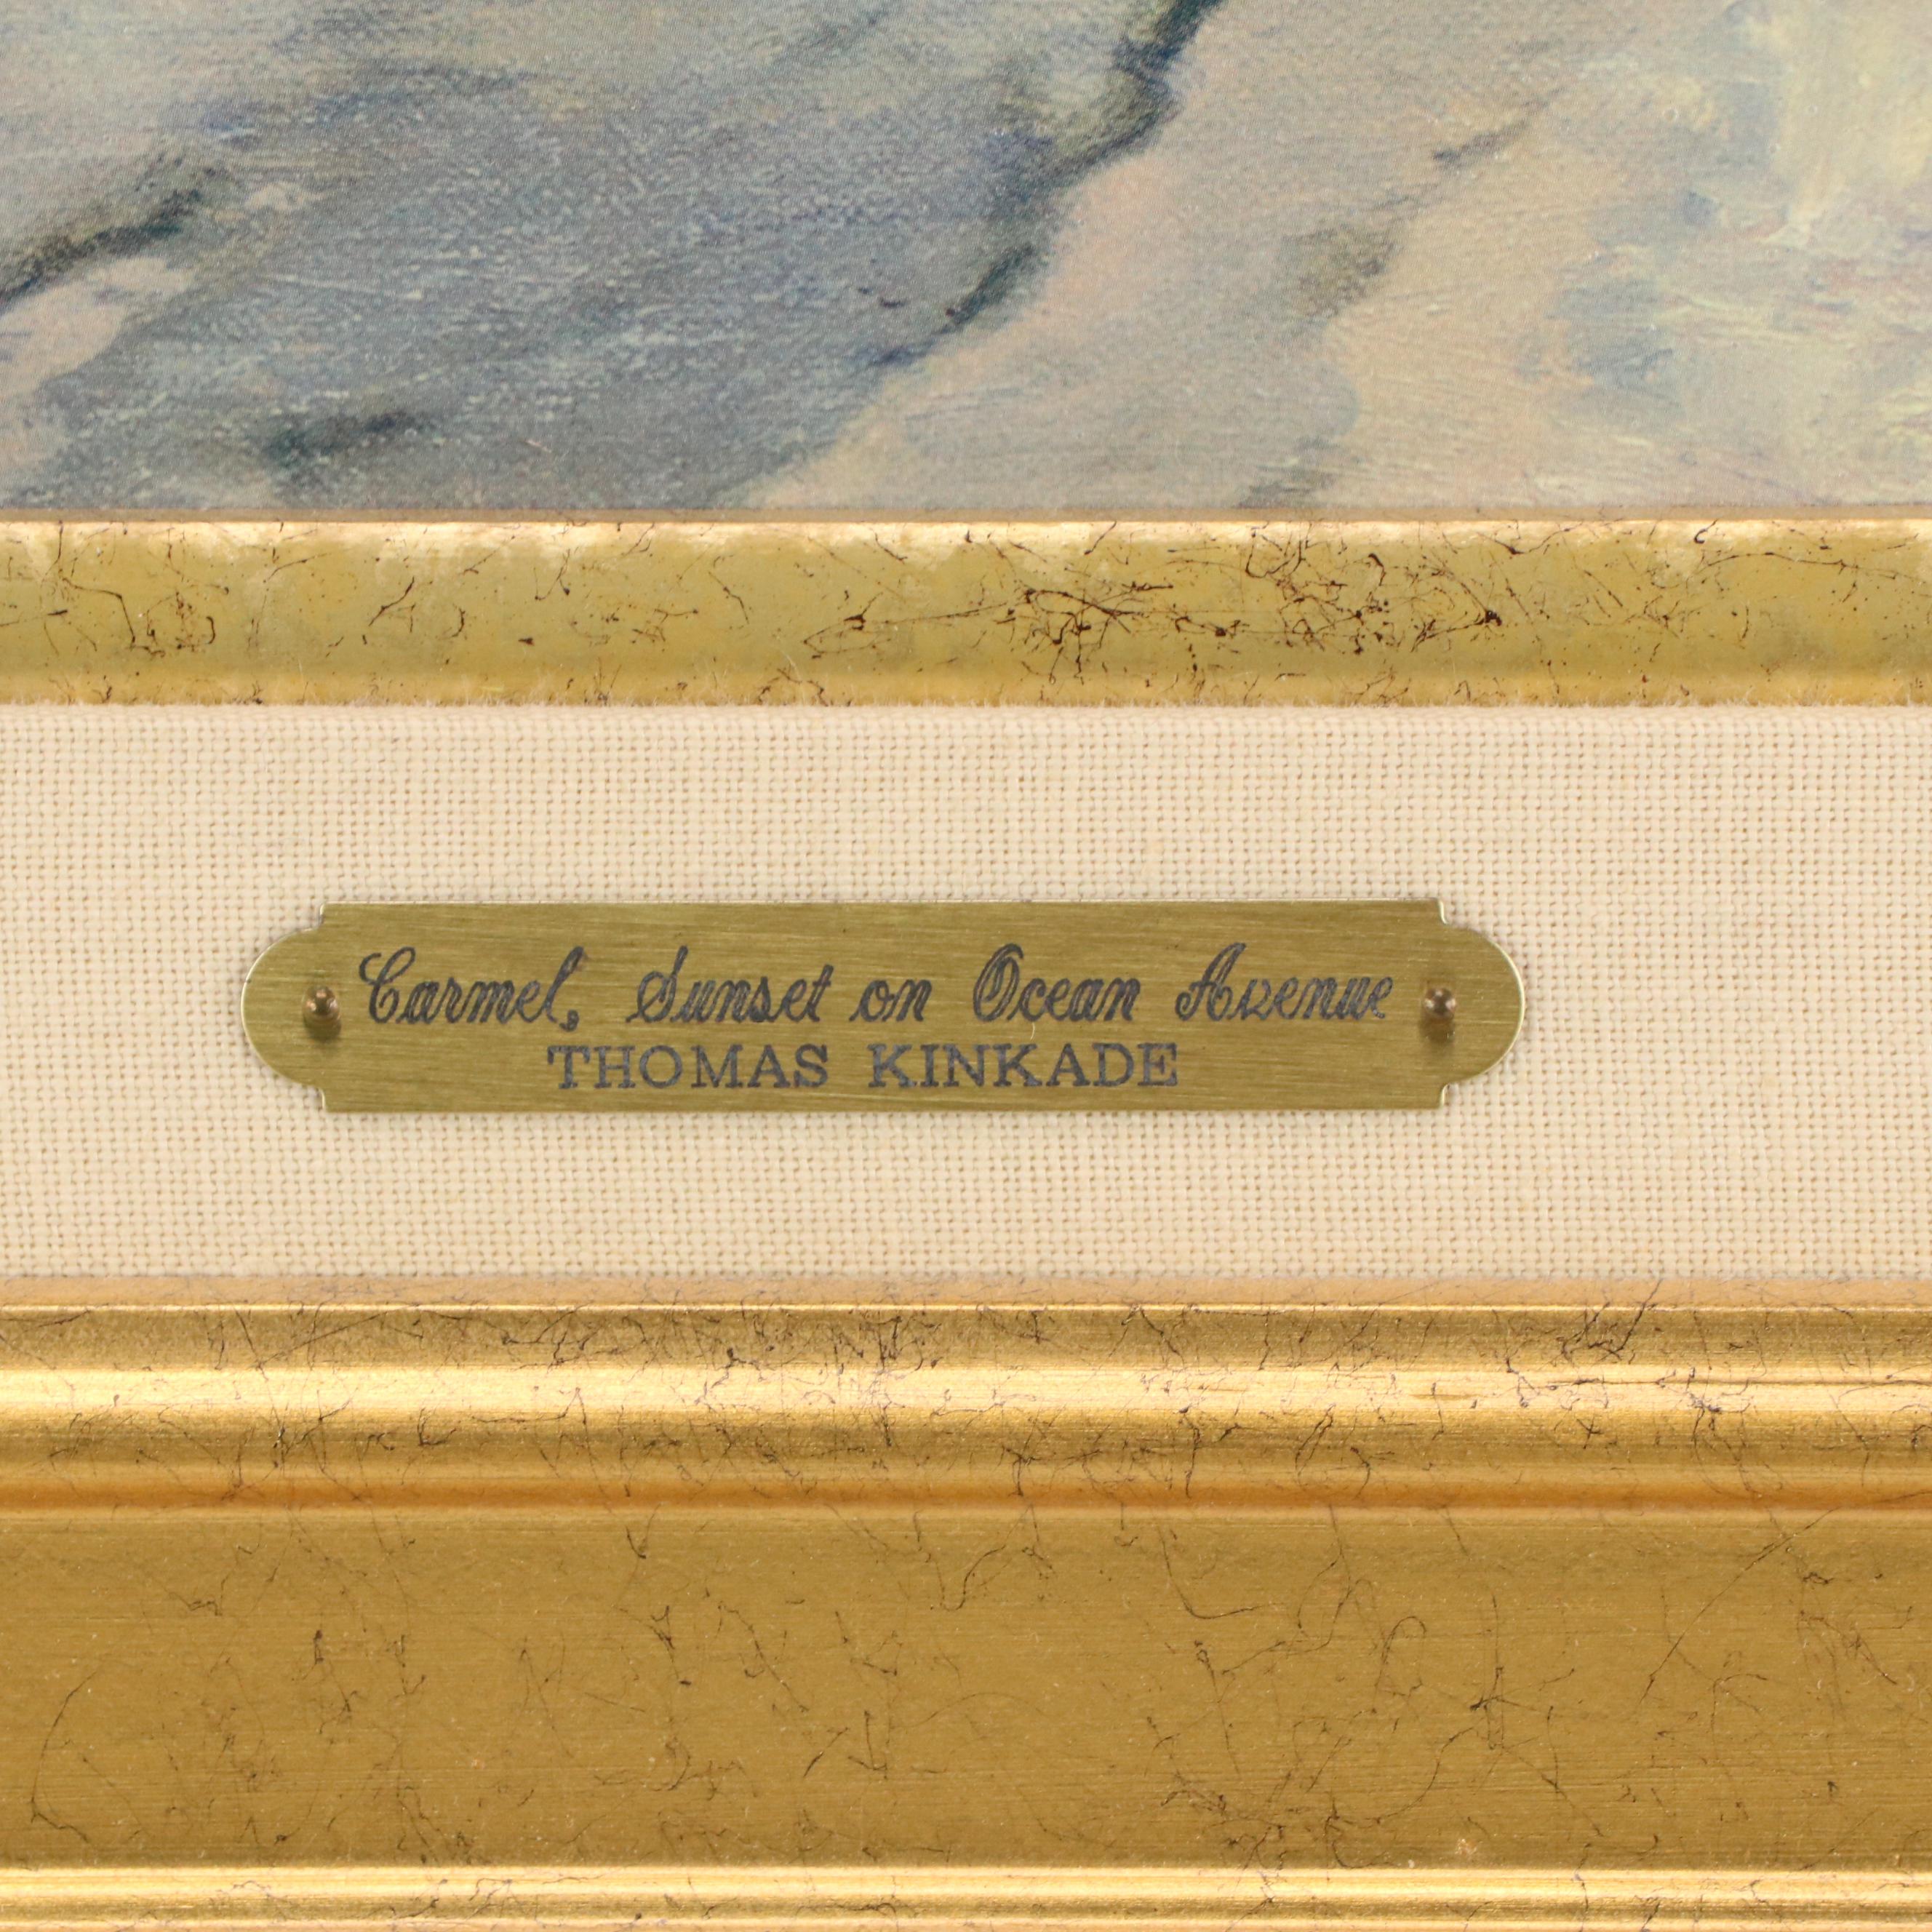 Carmel, Sunset on Ocean Avenue
THOMAS KINKADE